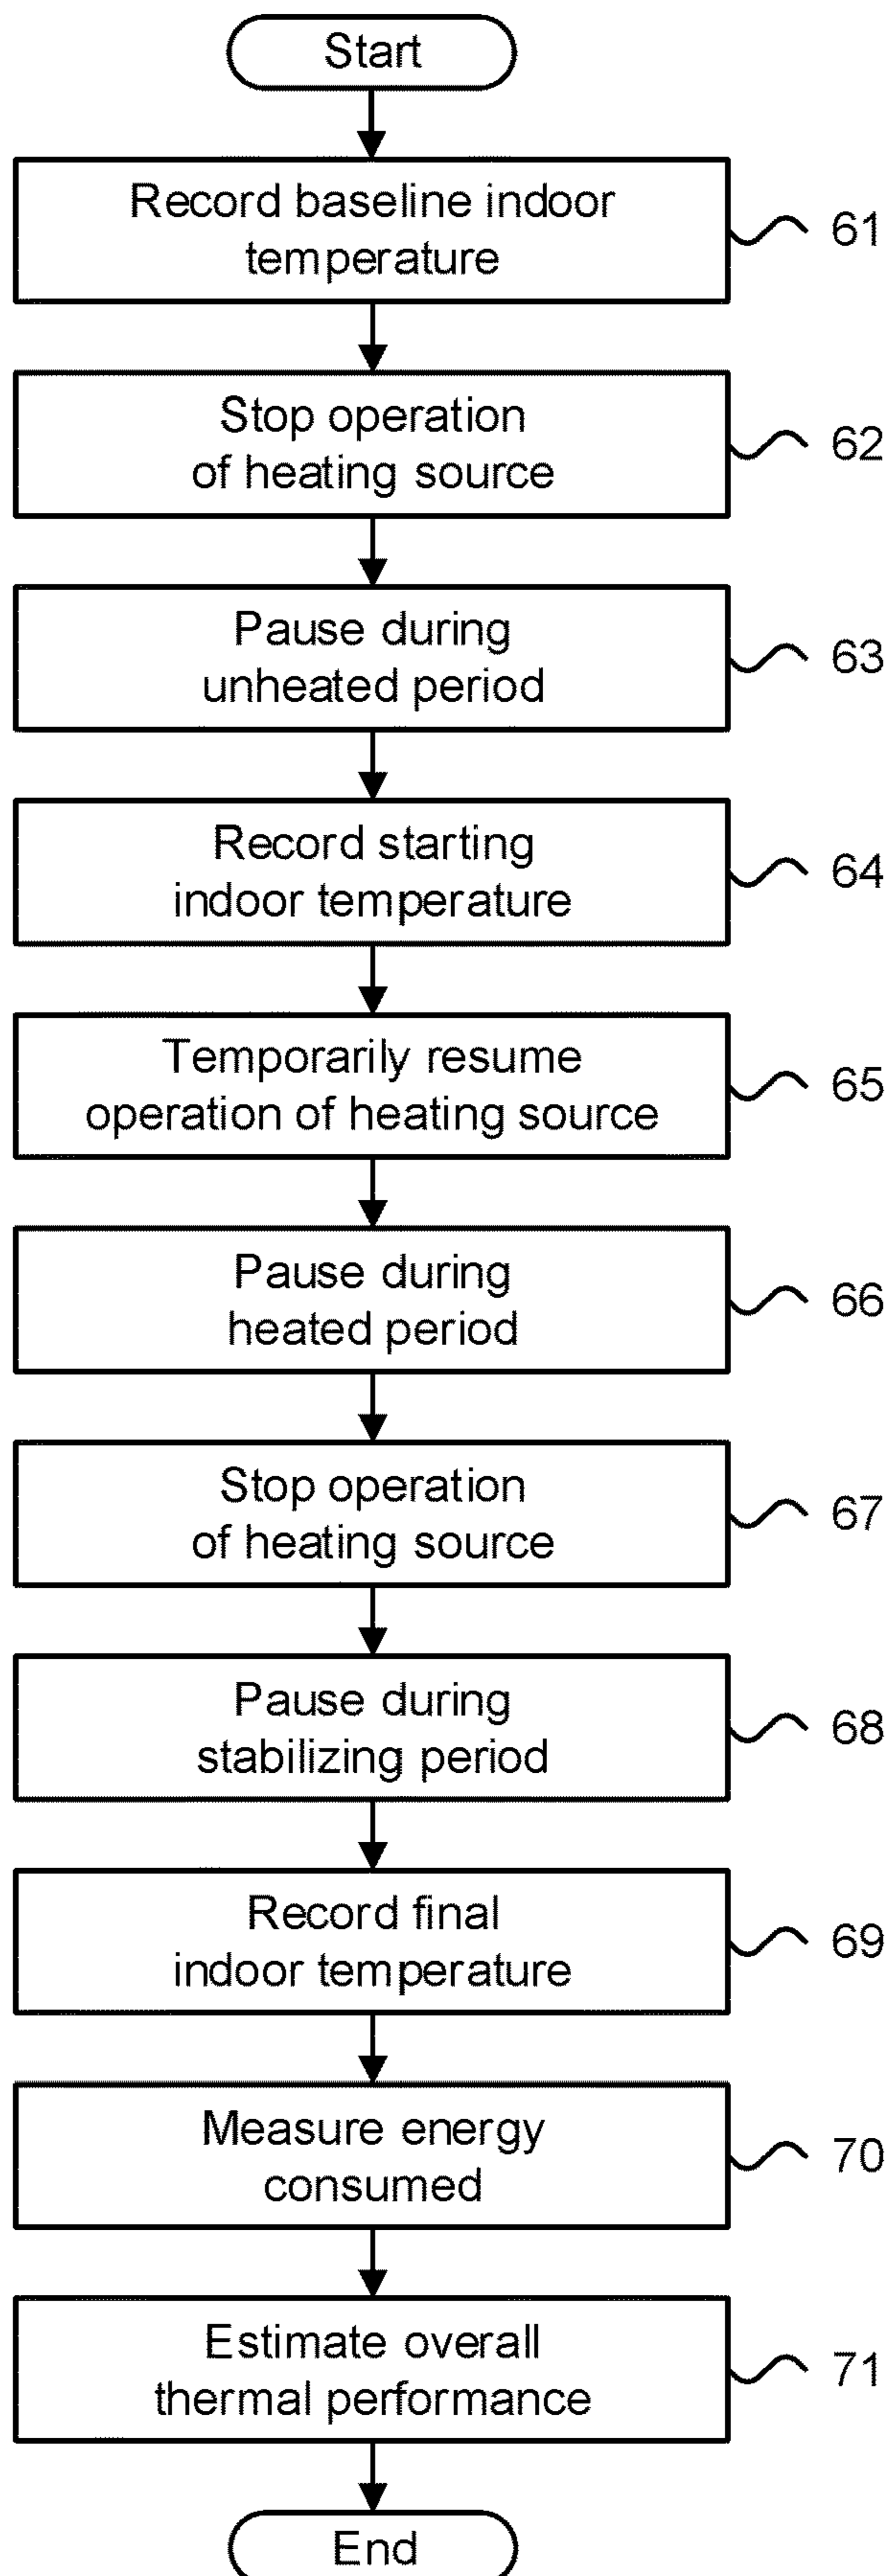 Start
Record baseline indoor
temperature
61
Stop operation
of heating source
62
Pause during
unheated period
63
Record starting
indoor temperature
64
Temporarily resume
operation of heating source
65
Pause during
heated period
66
Stop operation
of heating source
67
Pause during
stabilizing period
68
Record final
indoor temperature
69
Measure energy
consumed
70
Estimate overall
thermal performance
71
End